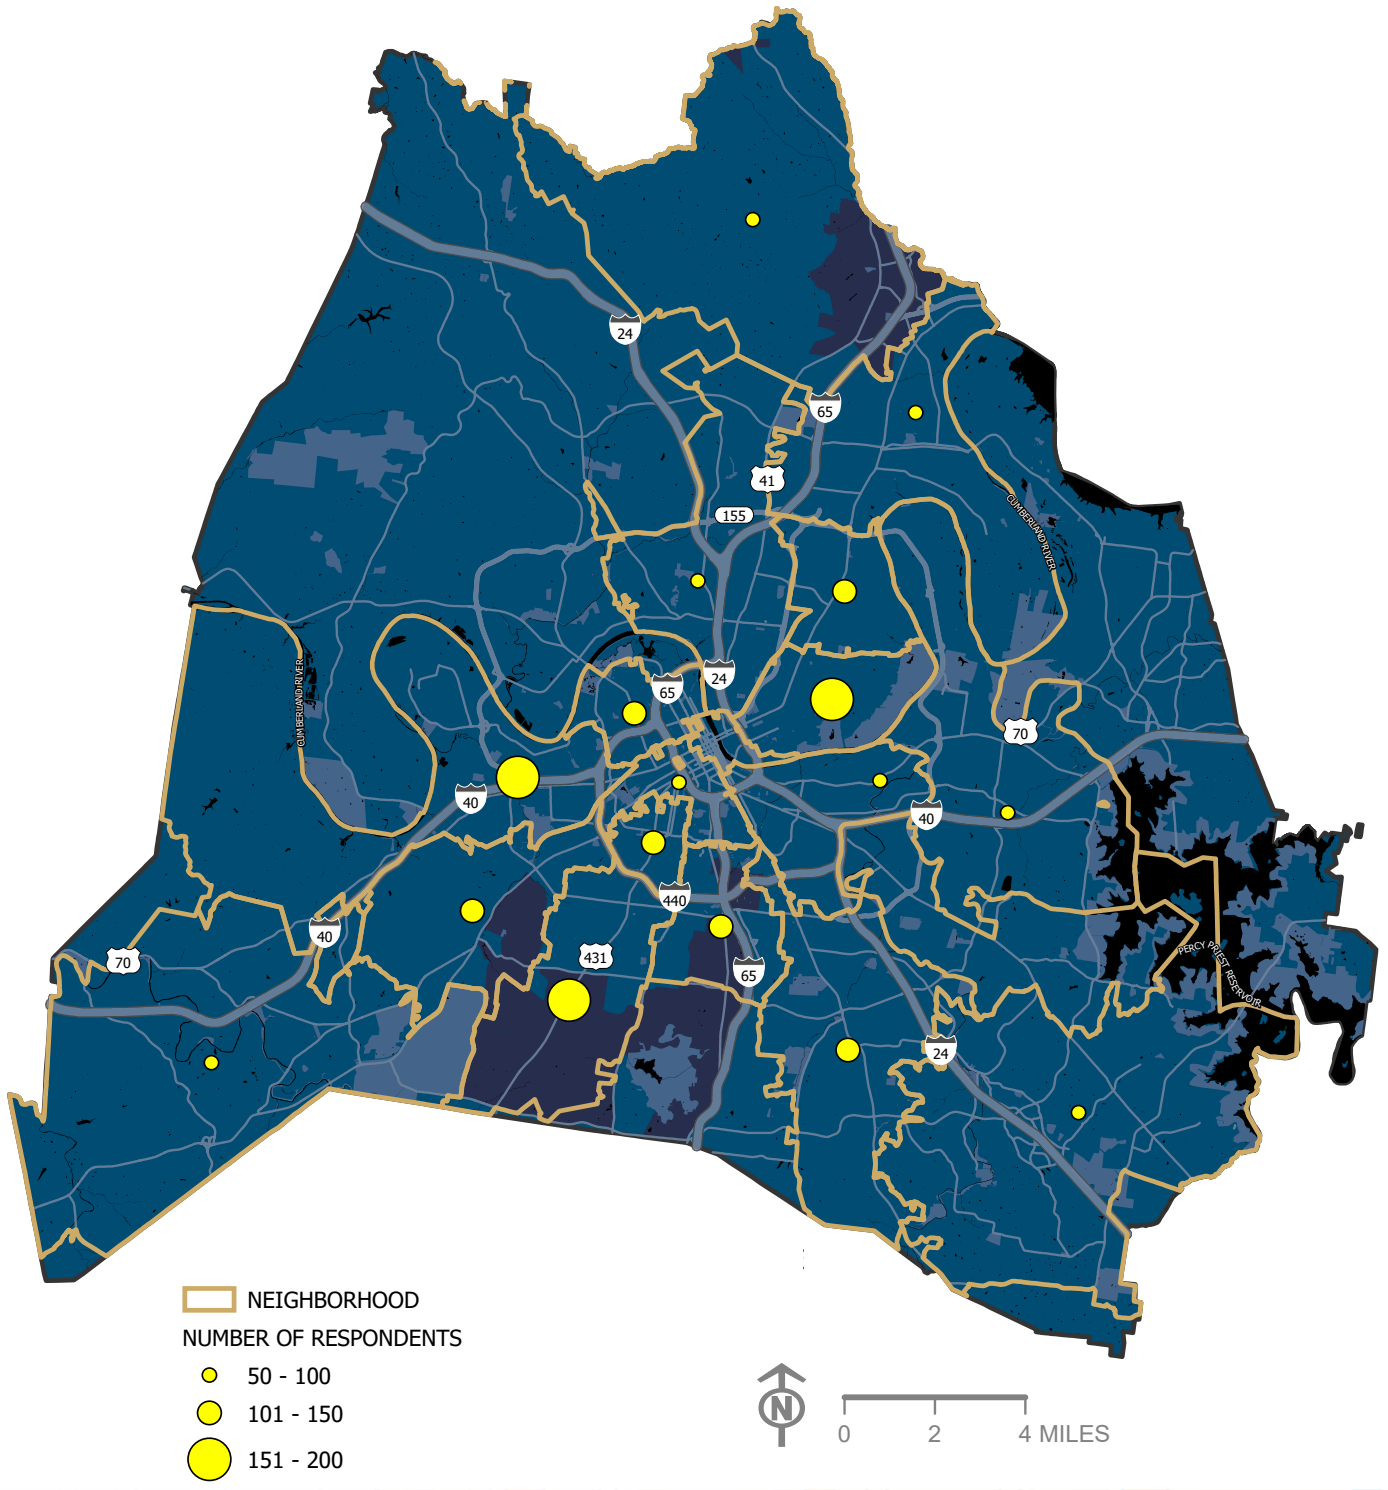 24
65
41
155
CUMBERLAND RIVER
CUMBERLAND RIVER
24
65
70
40
40
440
40
70
431
65
PERCY PRIEST RESERVOIR
24
NEIGHBORHOOD
NUMBER OF RESPONDENTS
50 - 100
101 - 150
151 - 200
N
0 2 4 MILES